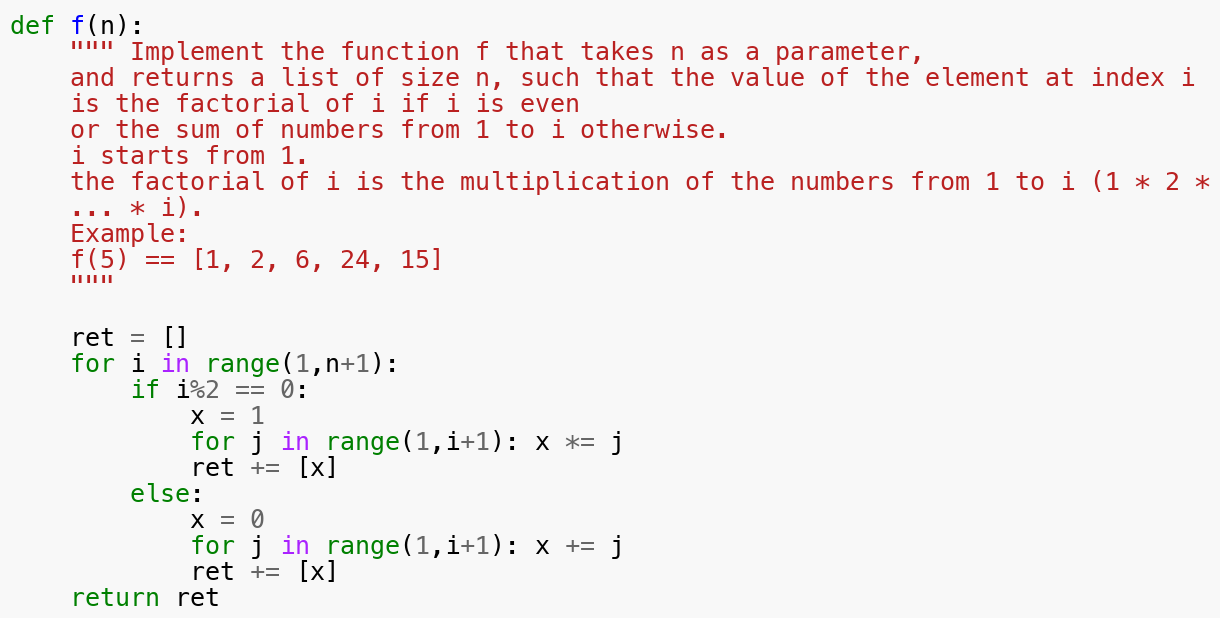 def f(n):
    """ Implement the function f that takes n as a parameter,
    and returns a list of size n, such that the value of the element at index i
    is the factorial of i if i is even
    or the sum of numbers from 1 to i otherwise.
    i starts from 1.
    the factorial of i is the multiplication of the numbers from 1 to i (1 * 2 *
    ... * i).
    Example:
    f(5) == [1, 2, 6, 24, 15]
    """

    ret = []
    for i in range(1,n+1):
        if i%2 == 0:
            x = 1
            for j in range(1,i+1): x *= j
            ret += [x]
        else:
            x = 0
            for j in range(1,i+1): x += j
            ret += [x]
    return ret